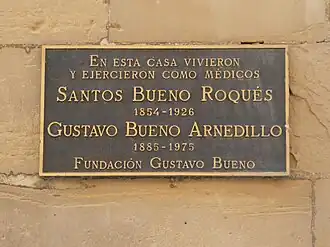 En esta casa vivieron
y ejercieron como médicos
Santos Bueno Roqués
1854-1926
Gustavo Bueno Arnedillo
1885-1975
Fundación Gustavo Bueno